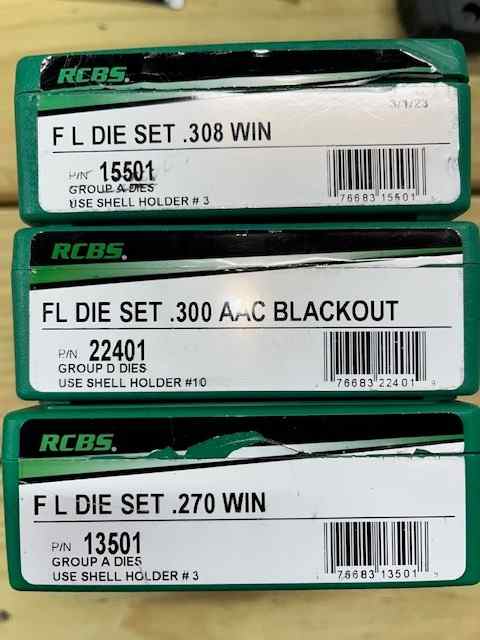 RCBS.
3/1/23
F L DIE SET .308 WIN
P/N 15501
GROUP A DIES
USE SHELL HOLDER # 3
76683 15501
RCBS.
FL DIE SET .300 AAC BLACKOUT
P/N 22401
GROUP D DIES
USE SHELL HOLDER #10
76683 22401 9
RCBS.
F L DIE SET .270 WIN
P/N 13501
GROUP A DIES
USE SHELL HOLDER # 3
76683 13501